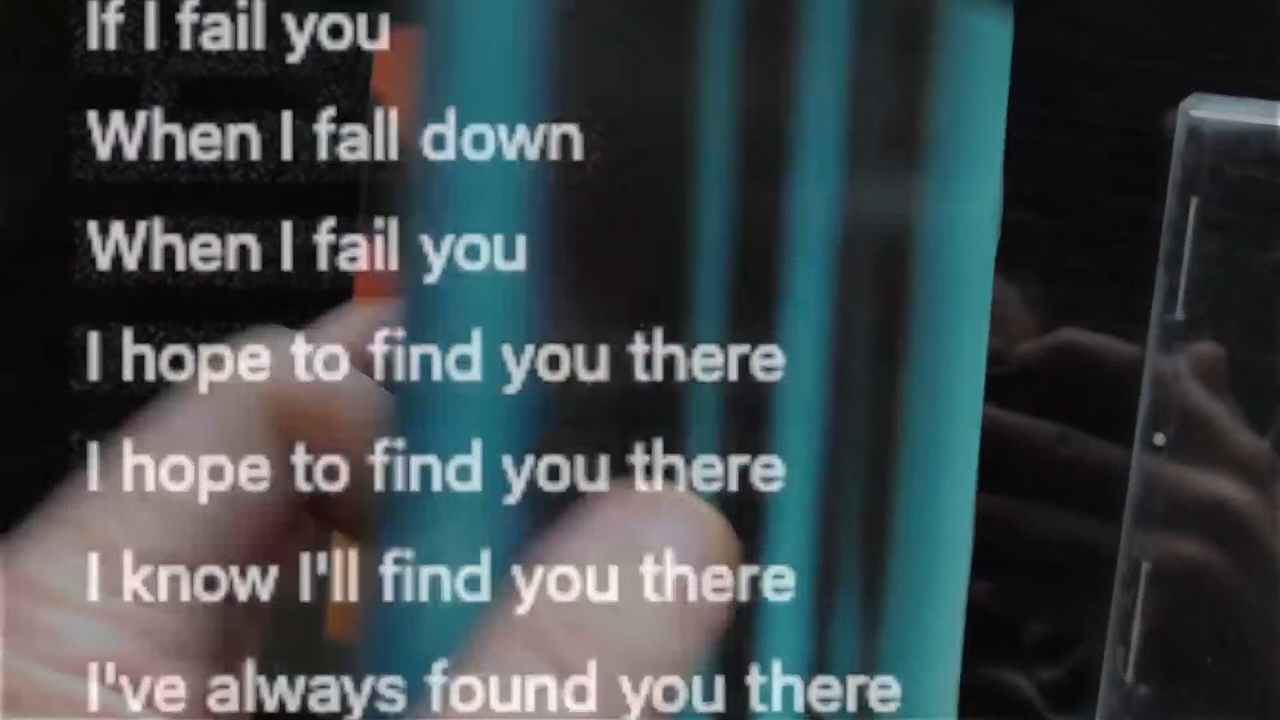 If I fail you
When I fall down
When I fail you
I hope to find you there
I hope to find you there
I know I'll find you there
I've always found you there